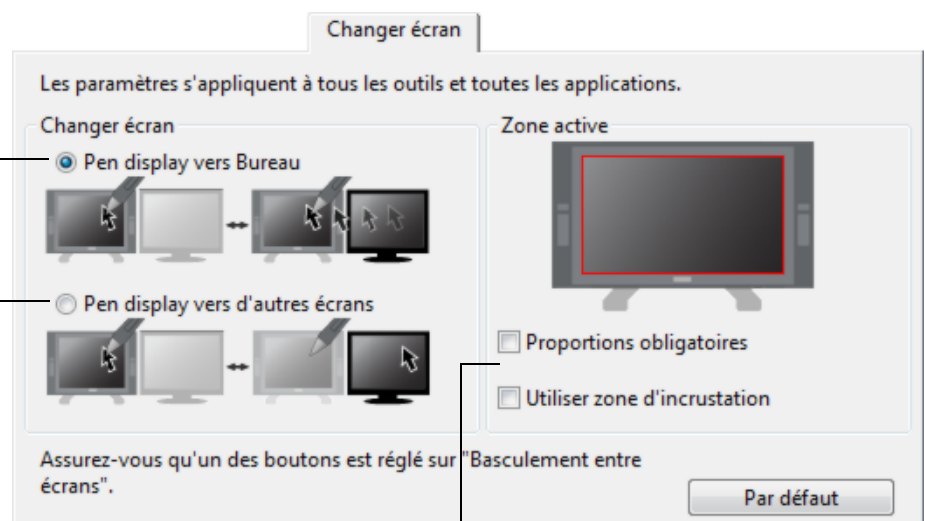 Changer écran
Les paramètres s'appliquent à tous les outils et toutes les applications.
Changer écran
Pen display vers Bureau
Pen display vers d'autres écrans
Zone active
Proportions obligatoires
Utiliser zone d'incrustation
Assurez-vous qu'un des boutons est réglé sur "Basculement entre
écrans".
Par défaut